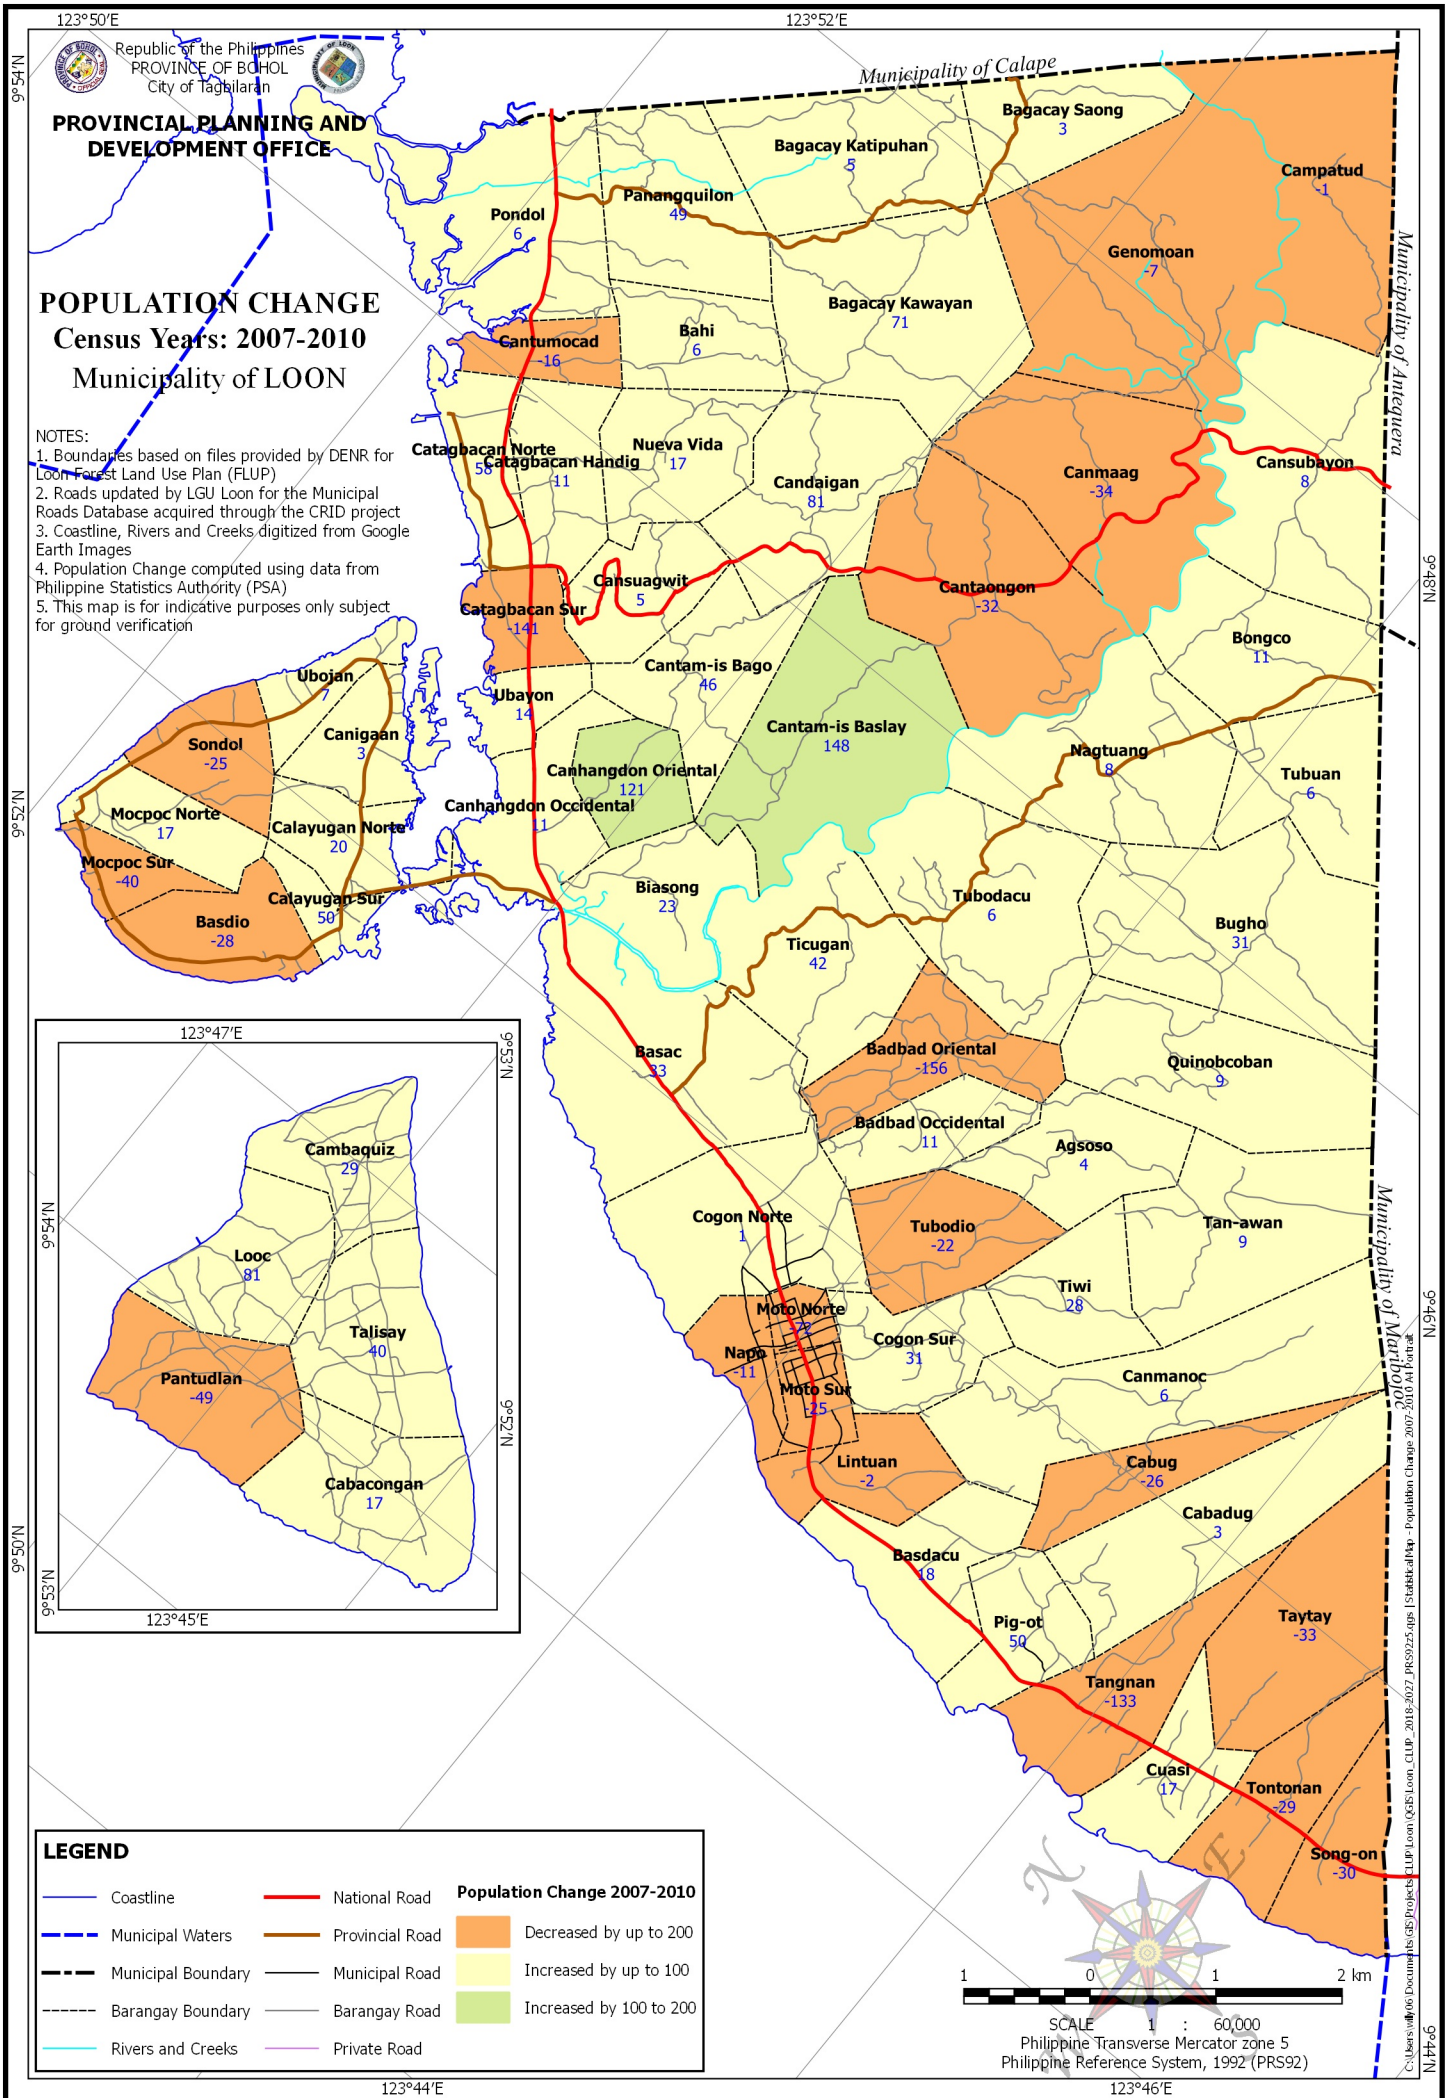 123°50'E
123°52'E
9°54'N
Republic of the Philippines
PROVINCE OF BOHOL
City of Tagbilaran
PROVINCIAL PLANNING AND
DEVELOPMENT OFFICE
POPULATION CHANGE
Census Years: 2007-2010
Municipality of LOON
NOTES:
1. Boundaries based on files provided by DENR for
Loon Forest Land Use Plan (FLUP)
2. Roads updated by LGU Loon for the Municipal
Roads Database acquired through the CRID project
3. Coastline, Rivers and Creeks digitized from Google
Earth Images
4. Population Change computed using data from
Philippine Statistics Authority (PSA)
5. This map is for indicative purposes only subject
for ground verification
Municipality of Calape
Bagacay Saong
3
Bagacay Katipuhan
5
Campatud
-1
Panangquilon
49
Pondol
6
Municipality of Antequera
Genomoan
-7
Bagacay Kawayan
71
Bahi
6
Cantumocad
-16
Catagbacan Norte
58
Catagbacan Handig
11
Nueva Vida
17
Candaigan
81
Canmaag
-34
Cansubayon
8
9°48'N
Cansuagwit
5
Cantaongon
-32
Catagbacan Sur
-141
Bongco
11
Cantam-is Bago
46
Ubayon
14
Cantam-is Baslay
148
Nagtuang
8
Tubuan
6
Canhangdon Oriental
121
Canhangdon Occidental
11
Ubojan
7
Canigaan
3
Sondol
-25
9°52'N
Mocpoc Norte
17
Calayugan Norte
20
Mocpoc Sur
-40
Calayugan Sur
50
Basdio
-28
Biasong
23
Tubodacu
6
Bugho
31
Ticugan
42
Badbad Oriental
-156
Basac
33
Quinobcoban
9
Badbad Occidental
11
Agsoso
4
Cogon Norte
1
Tubodio
-22
Tan-awan
9
Tiwi
28
Municipality of Maribojoc
9°46'N
Moto Norte
-72
Cogon Sur
31
Napo
-11
Moto Sur
-25
Canmanoc
6
Lintuan
-2
Cabug
-26
Cabadug
3
Basdacu
18
Pig-ot
50
Taytay
-33
Tangnan
-133
Cuasi
17
Tontonan
-29
Song-on
-30
123°47'E
9°53'N
Cambaquiz
29
9°54'N
Looc
81
Talisay
40
Pantudlan
-49
9°52'N
Cabacongan
17
9°50'N
9°53'N
123°45'E
LEGEND
Coastline
Municipal Waters
Municipal Boundary
Barangay Boundary
Rivers and Creeks
National Road
Provincial Road
Municipal Road
Barangay Road
Private Road
Population Change 2007-2010
Decreased by up to 200
Increased by up to 100
Increased by 100 to 200
N
E
S
W
1 0 1 2 km
SCALE 1 : 60,000
Philippine Transverse Mercator zone 5
Philippine Reference System, 1992 (PRS92)
9°44'N
123°44'E
123°46'E